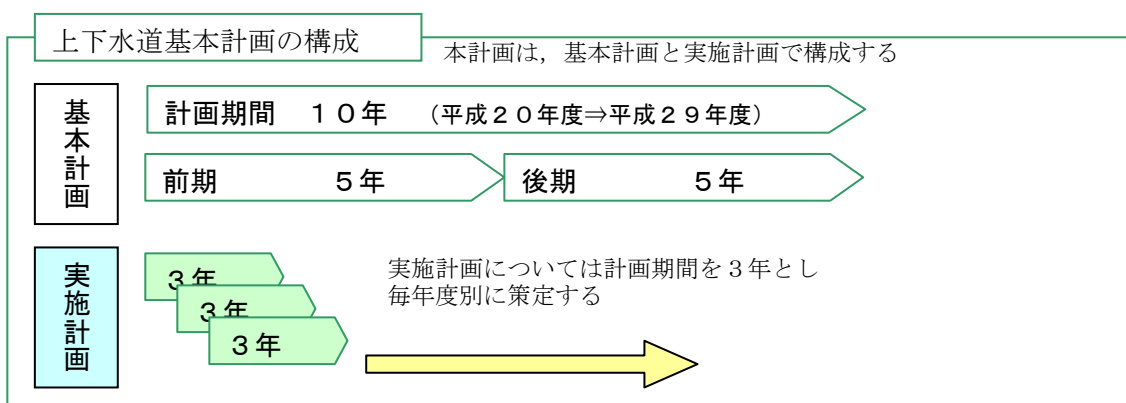 上下水道基本計画の構成
本計画は，基本計画と実施計画で構成する
基本計画
計画期間　１０年　（平成２０年度⇒平成２９年度）
前期　５年
後期　５年
実施計画
３年
３年
３年
実施計画については計画期間を３年とし
毎年度別に策定する